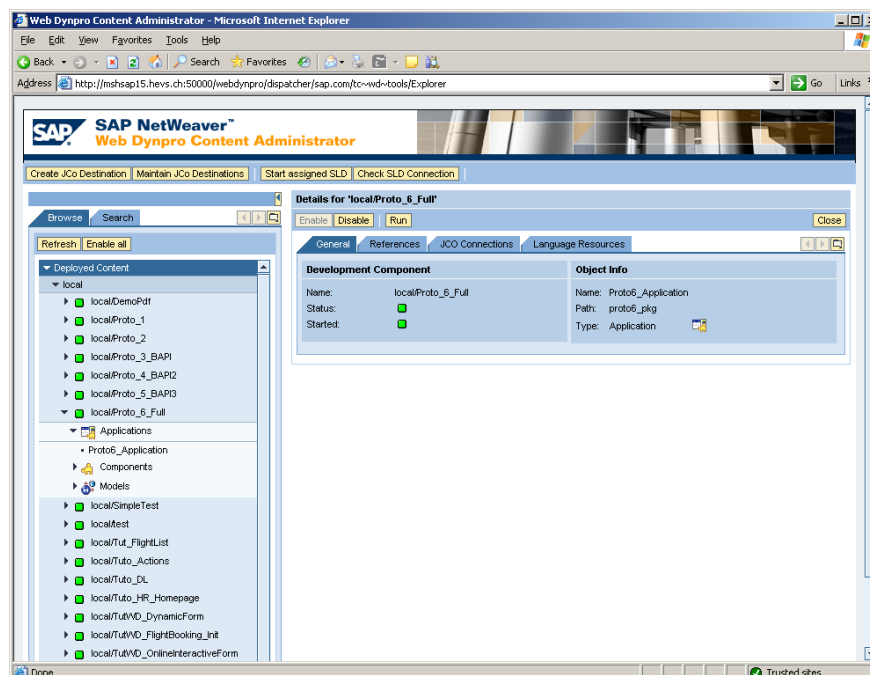 Web Dynpro Content Administrator - Microsoft Internet Explorer
File Edit View Favorites Tools Help
Back Search Favorites
Address http://mshsap15.hevs.ch:50000/webdynpro/dispatcher/sap.com/tc~wd~tools/Explorer Go Links
SAP SAP NetWeaver™
Web Dynpro Content Administrator
Create JCo Destination Maintain JCo Destinations Start assigned SLD Check SLD Connection
Details for 'local/Proto_6_Full'
Browse Search
Enable Disable Run Close
Refresh Enable all
General References JCO Connections Language Resources
Deployed Content
Development Component Object Info
local
Name: local/Proto_6_Full Name: Proto6_Application
local/DemoPdf
Status: Path: proto6_pkg
local/Proto_1
Started: Type: Application
local/Proto_2
local/Proto_3_BAPI
local/Proto_4_BAPI2
local/Proto_5_BAPI3
local/Proto_6_Full
Applications
Proto6_Application
Components
Models
local/SimpleTest
local/test
local/Tut_FlightList
local/Tuto_Actions
local/Tuto_DL
local/Tuto_HR_Homepage
local/TutWD_DynamicForm
local/TutWD_FlightBooking_Init
local/TutWD_OnlineInteractiveForm
Done Trusted sites